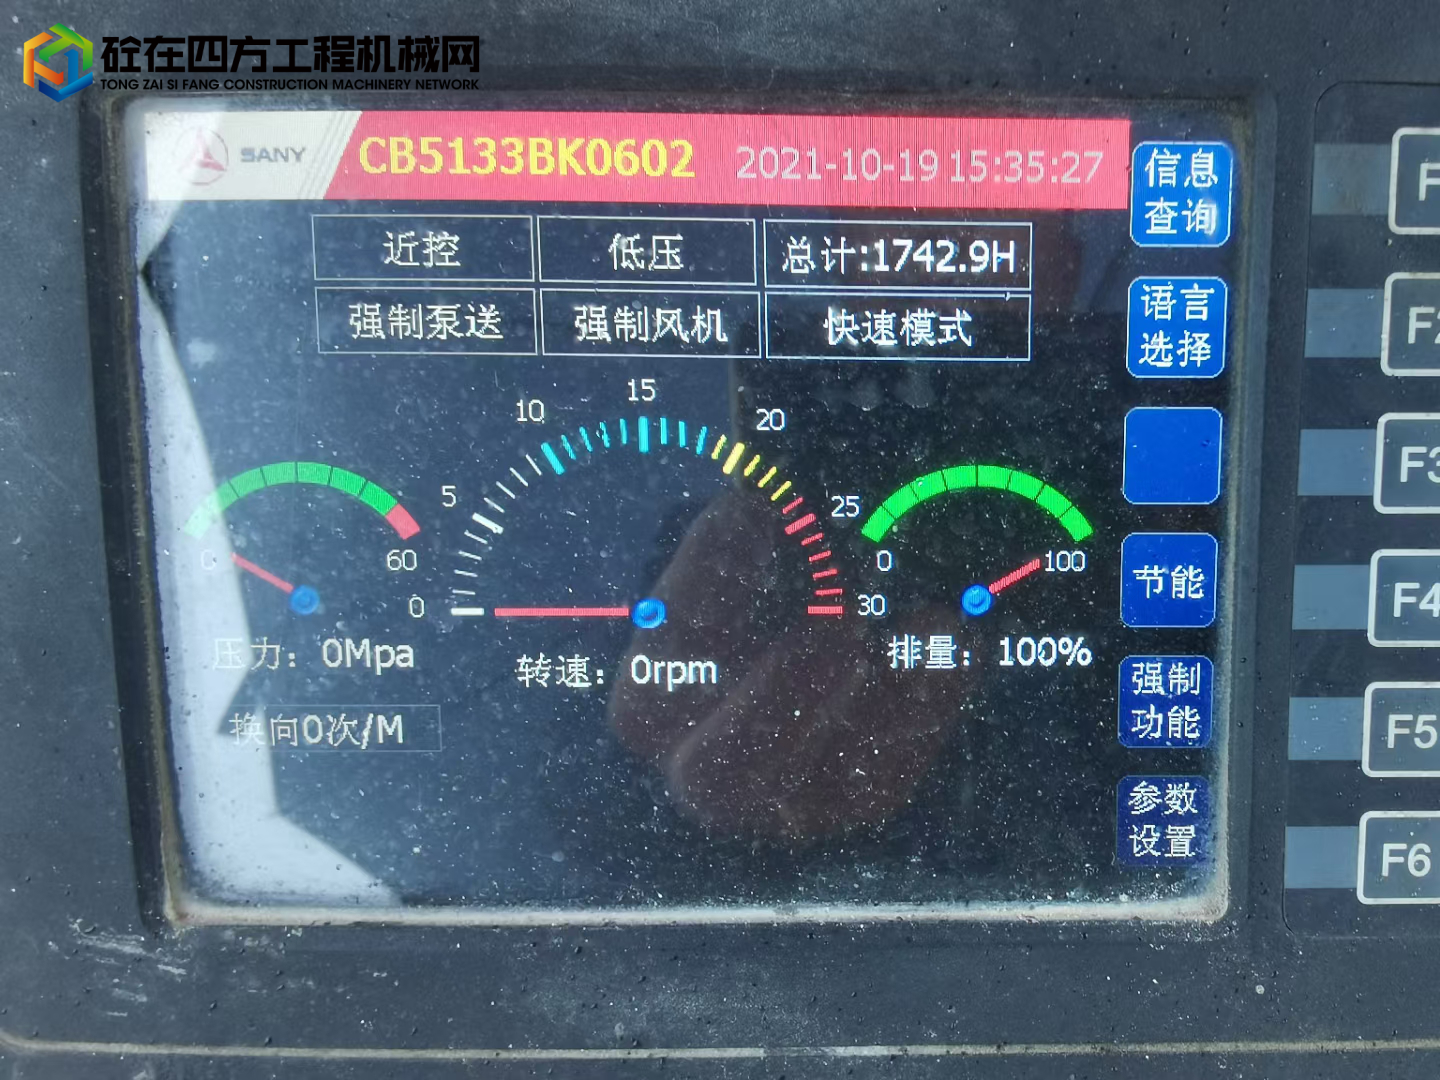 砼在四方工程机械网
TONG ZAI SI FANG CONSTRUCTION MACHINERY NETWORK
SANY CB5133BK0602 2021-10-19 15:35:27
信息
查询
近控 低压 总计:1742.9H
强制泵送 强制风机 快速模式
语言
选择
0 60
0 5 10 15 20 25 30
0 100
压力: 0Mpa
转速: 0rpm
排量: 100%
换向0次/M
节能
强制
功能
参数
设置
F2
F3
F4
F5
F6